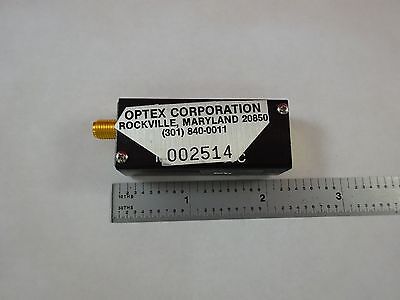 OPTEX CORPORATION
ROCKVILLE, MARYLAND 20850
(301) 840-0011
002514
1 2 3